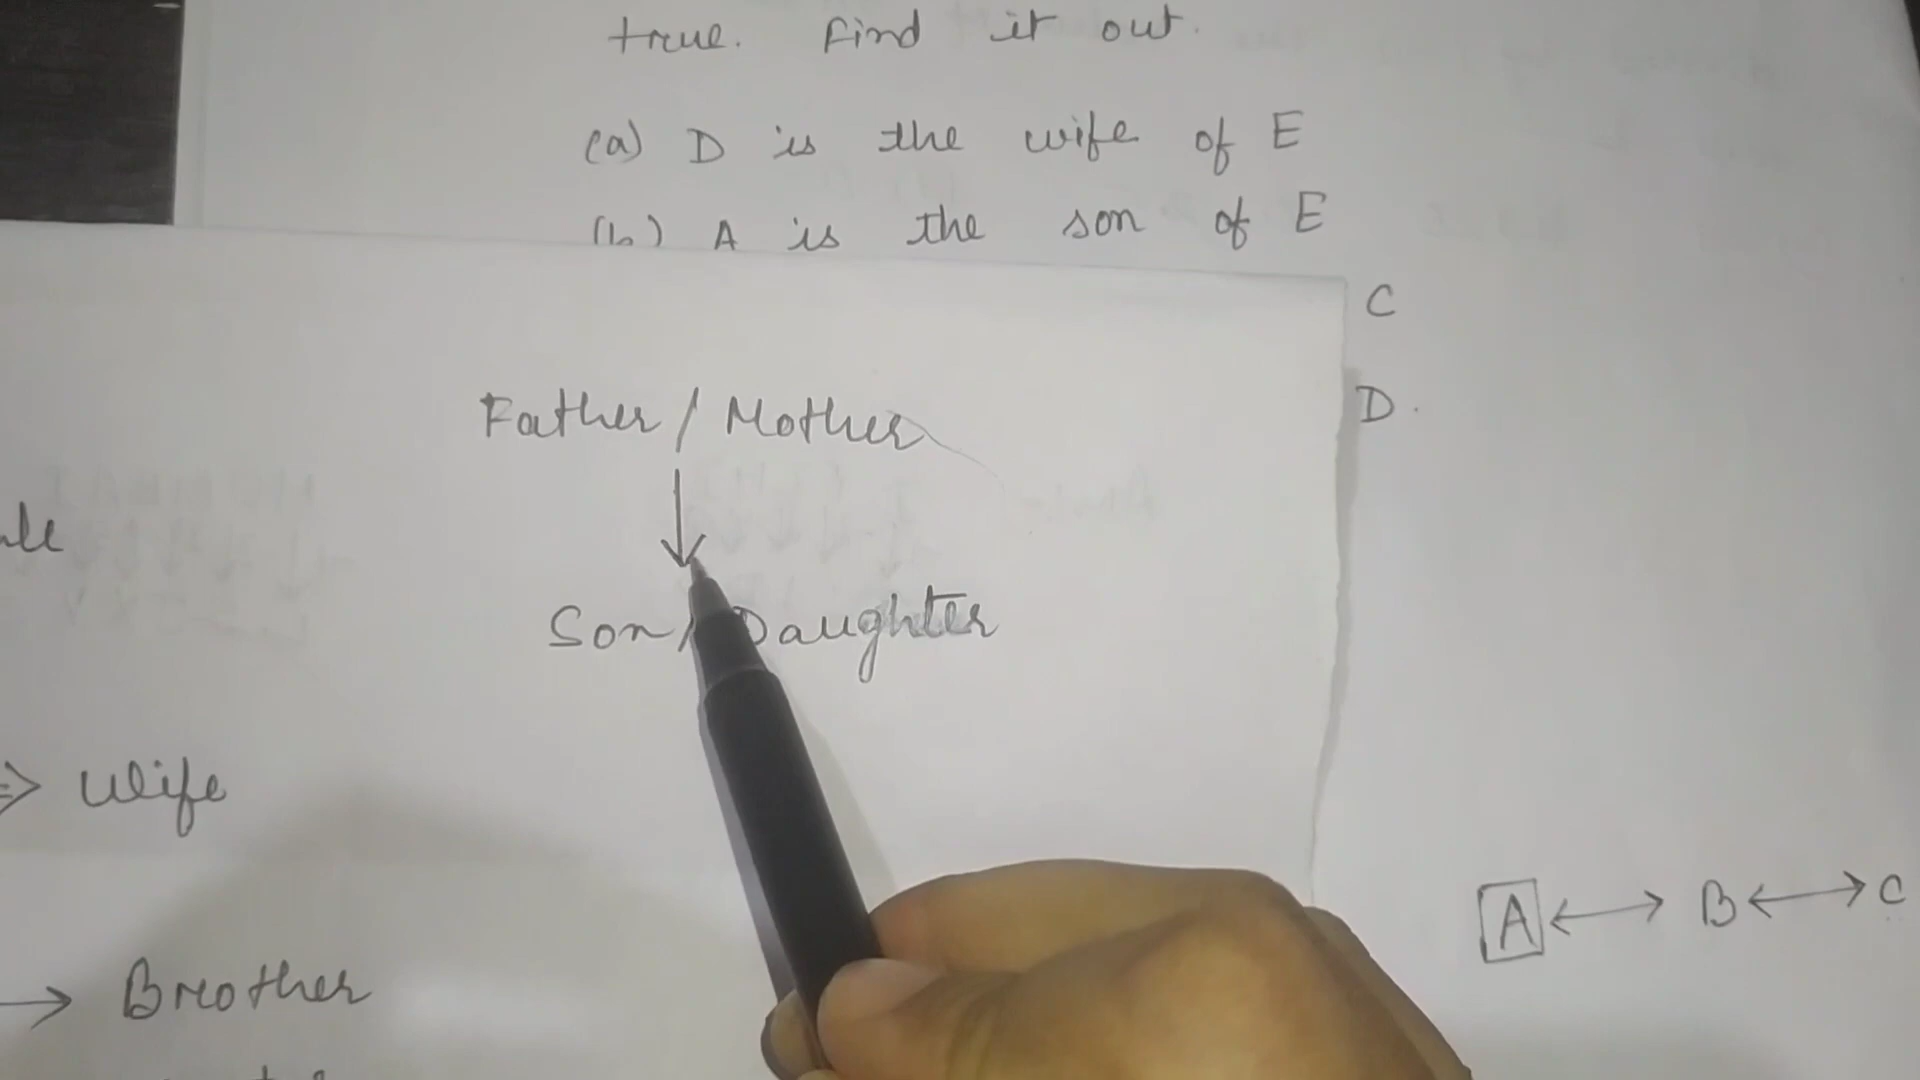 true. Find it out.
(a) D is the wife of E
(b) A is the son of E
C
D.
Father / Mother
↓
Son/Daughter
⇒ Wife
A ↔ B ↔ C
→ Brother